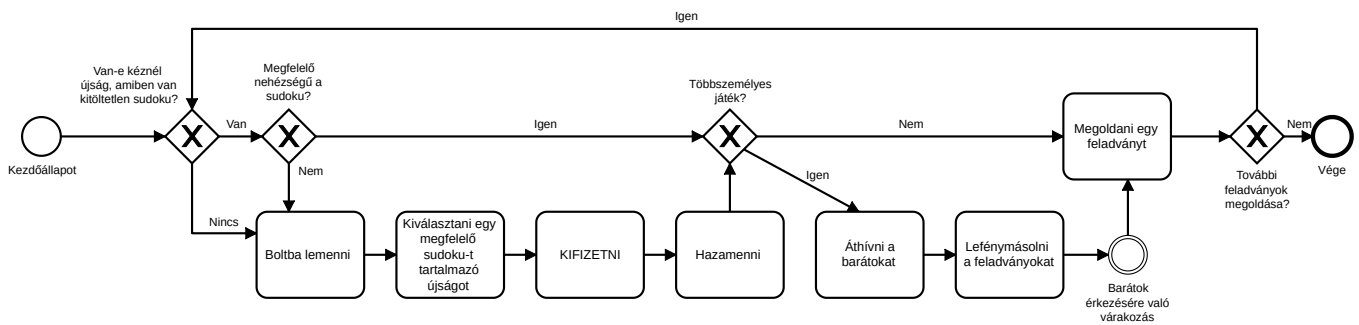 Igen
Van-e kéznél
újság, amiben van
kitöltetlen sudoku?
Megfelelő
nehézségű a
sudoku?
Többszemélyes
játék?
Van
Igen
Nem
Megoldani egy
feladványt
Nem
Kezdőállapot
Nem
Igen
További
feladványok
megoldása?
Vége
Nincs
Boltba lemenni
Kiválasztani egy
megfelelő
sudoku-t
tartalmazó
újságot
KIFIZETNI
Hazamenni
Áthívni a
barátokat
Lefénymásolni
a feladványokat
Barátok
érkezésére való
várakozás